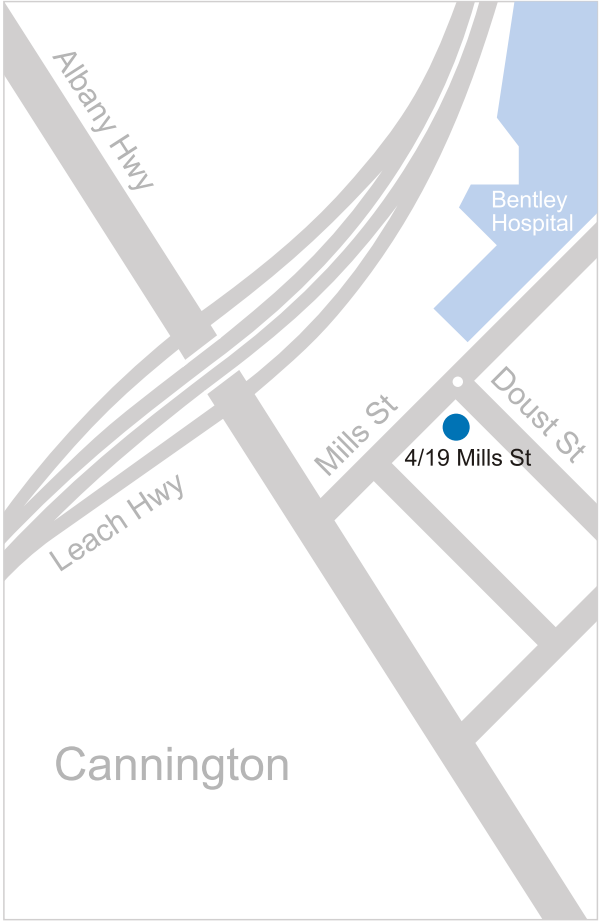 Albany Hwy
Bentley
Hospital
Doust St
Mills St
4/19 Mills St
Leach Hwy
Cannington